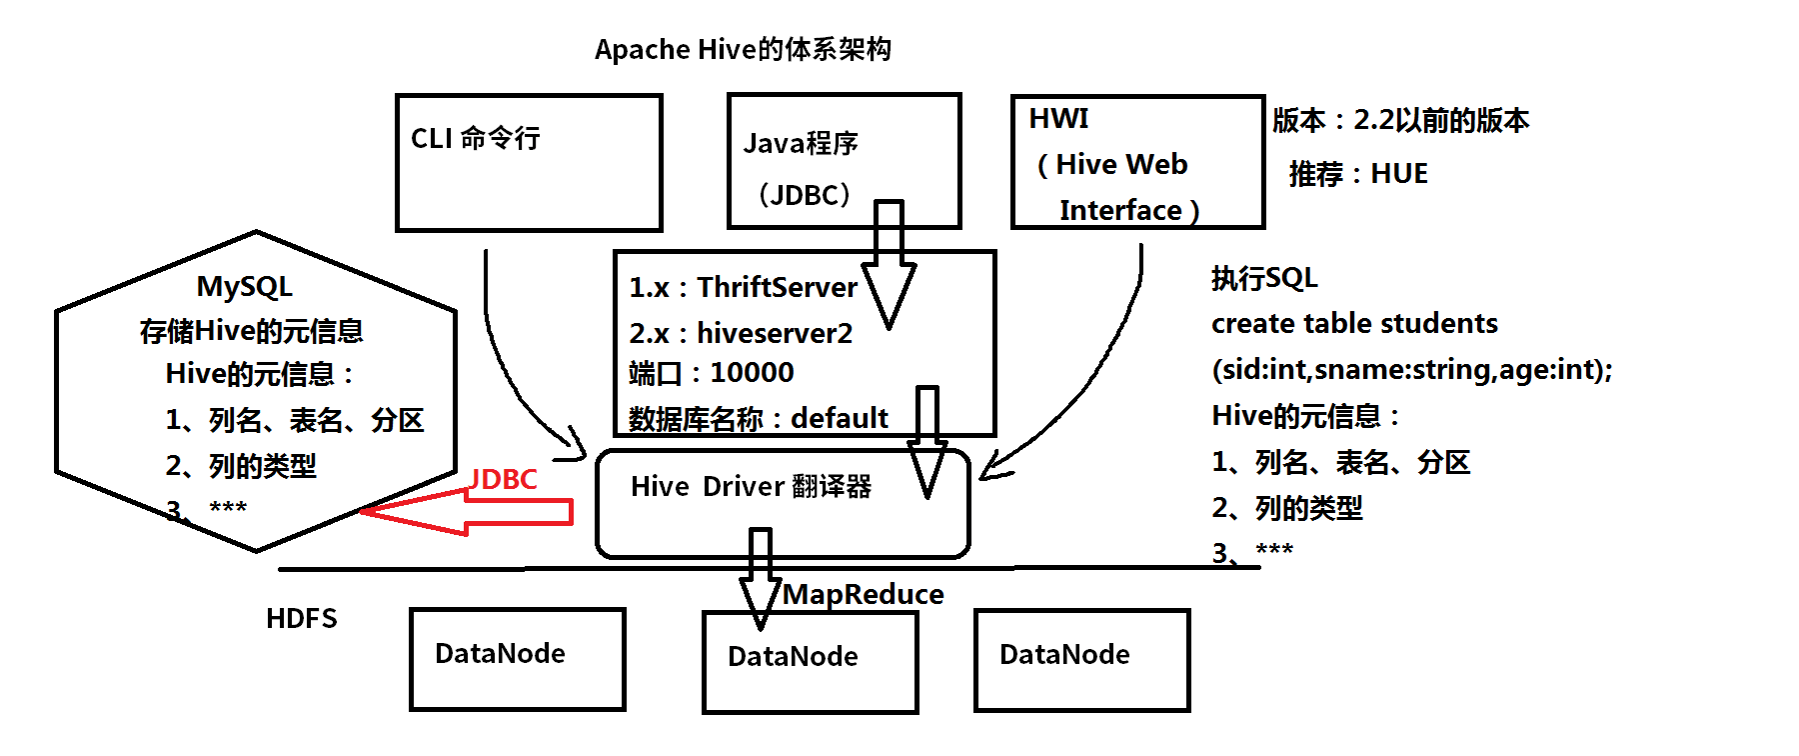 Apache Hive的体系架构
CLI 命令行
Java程序
（JDBC）
HWI
（Hive Web
Interface）
版本：2.2以前的版本
推荐：HUE
MySQL
存储Hive的元信息
Hive的元信息：
1、列名、表名、分区
2、列的类型
3、***
1.x：ThriftServer
2.x：hiveserver2
端口：10000
数据库名称：default
执行SQL
create table students
(sid:int,sname:string,age:int);
Hive的元信息：
1、列名、表名、分区
2、列的类型
3、***
JDBC
Hive Driver 翻译器
MapReduce
HDFS
DataNode
DataNode
DataNode